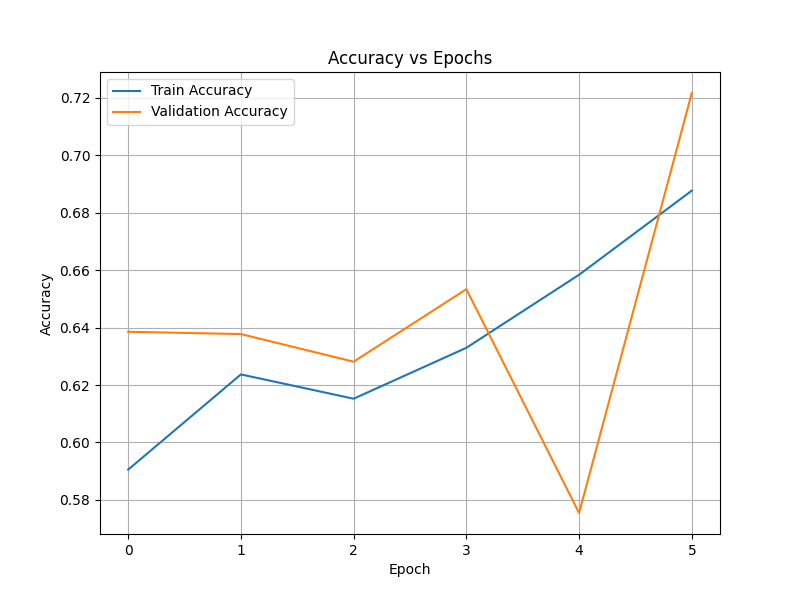 Accuracy vs Epochs
Train Accuracy
Validation Accuracy
0.72
0.70
0.68
0.66
0.64
0.62
0.60
0.58
Accuracy
0 1 2 3 4 5
Epoch